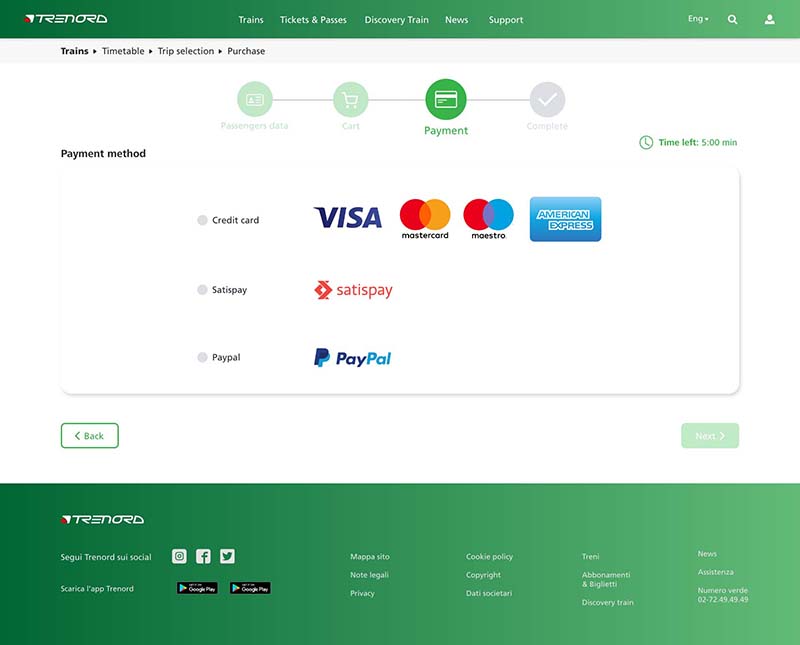 TRENORD
Trains Tickets & Passes Discovery Train News Support
Eng
Trains Timetable Trip selection Purchase
Passengers data Cart Payment Complete
Time left: 5:00 min
Payment method
Credit card
VISA
mastercard
maestro
AMERICAN
EXPRESS
Satispay
satispay
Paypal
PayPal
Back
Next
TRENORD
Segui Trenord sui social
Scarica l'app Trenord
Google Play
Google Play
Mappa sito
Note legali
Privacy
Cookie policy
Copyright
Dati societari
Treni
Abbonamenti
& Biglietti
Discovery train
News
Assistenza
Numero verde
02-72.49.49.49